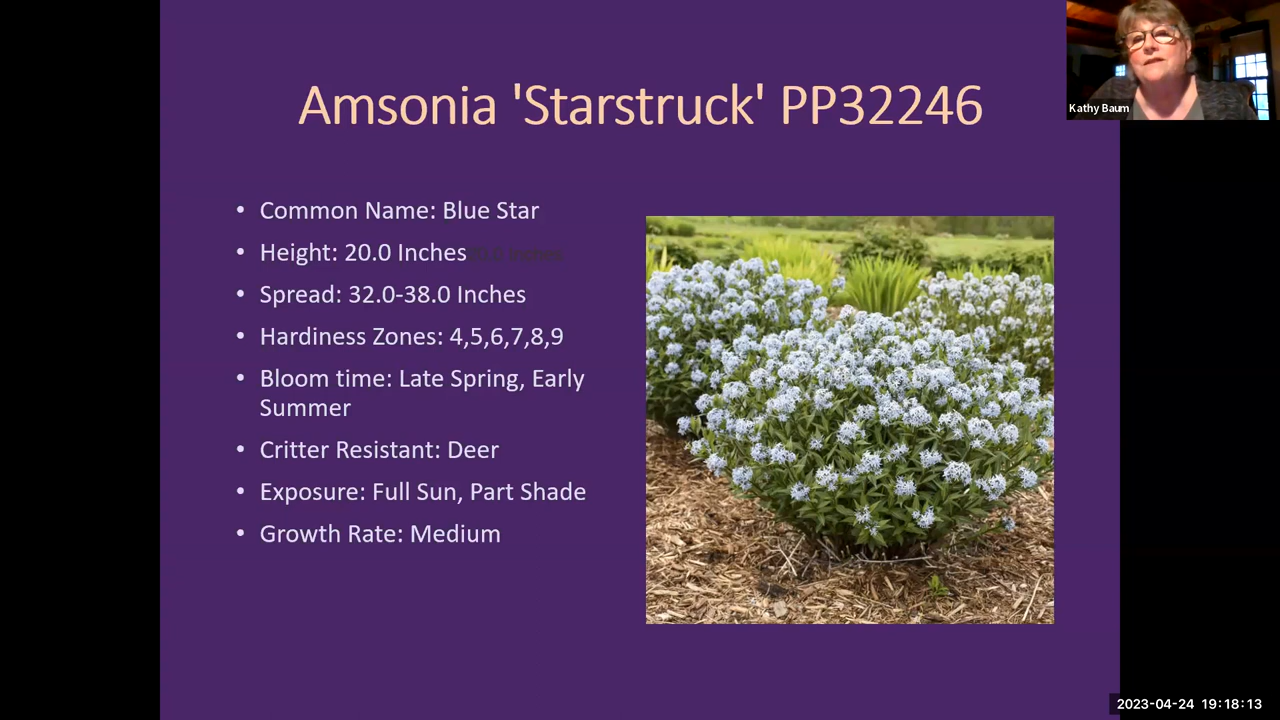 Amsonia 'Starstruck' PP32246
Kathy Baum
• Common Name: Blue Star
• Height: 20.0 Inches
• Spread: 32.0-38.0 Inches
• Hardiness Zones: 4,5,6,7,8,9
• Bloom time: Late Spring, Early
Summer
• Critter Resistant: Deer
• Exposure: Full Sun, Part Shade
• Growth Rate: Medium
2023-04-24 19:18:13